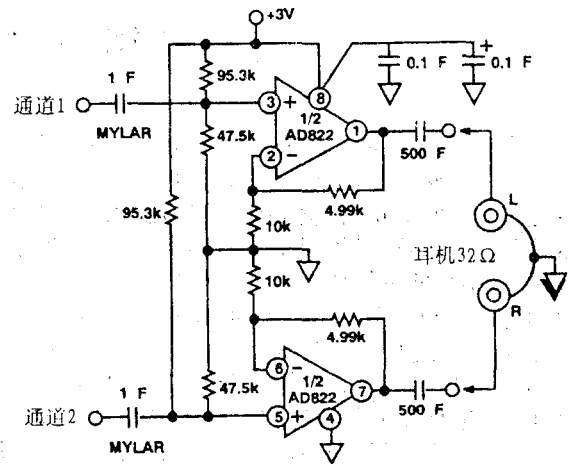 +3V
1 F
95.3k
0.1 F
+
0.1 F
通道1
3
+
8
1/2
AD822
1
MYLAR
47.5k
2
−
500 F
95.3k
4.99k
L
10k
耳机32Ω
10k
R
4.99k
6
−
1/2
AD822
7
1 F
47.5k
500 F
通道2
5
+
4
MYLAR